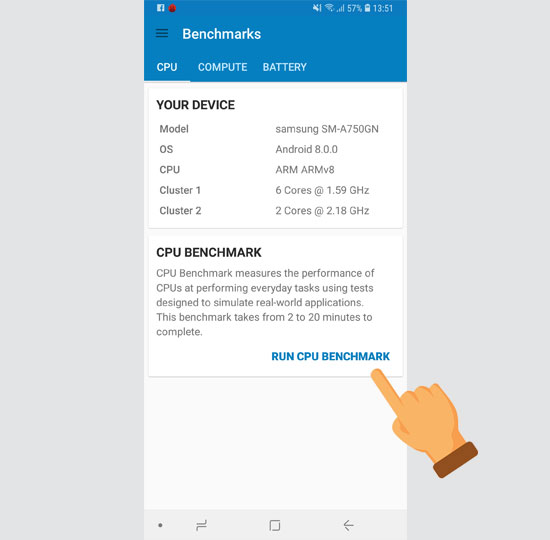 57% 13:51
Benchmarks
CPU COMPUTE BATTERY
YOUR DEVICE
Model samsung SM-A750GN
OS Android 8.0.0
CPU ARM ARMv8
Cluster 1 6 Cores @ 1.59 GHz
Cluster 2 2 Cores @ 2.18 GHz
CPU BENCHMARK
CPU Benchmark measures the performance of
CPUs at performing everyday tasks using tests
designed to simulate real-world applications.
This benchmark takes from 2 to 20 minutes to
complete.
RUN CPU BENCHMARK